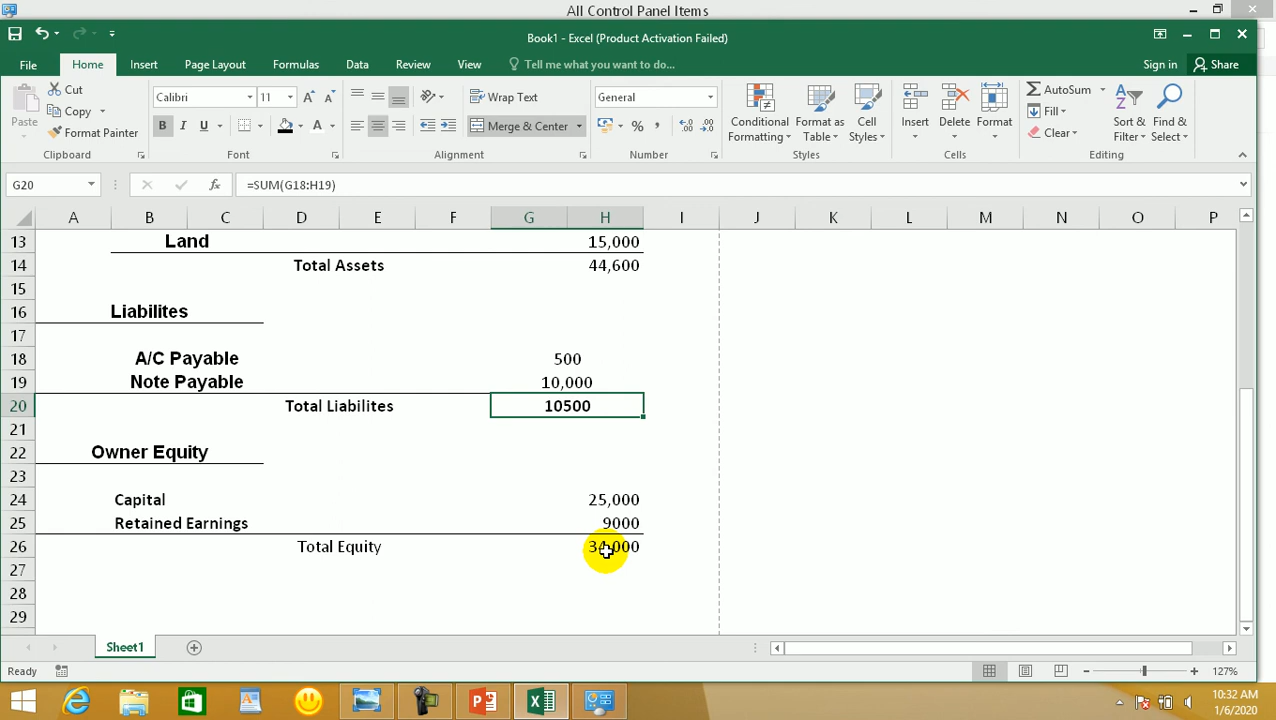 All Control Panel Items
Book1 - Excel (Product Activation Failed)
File Home Insert Page Layout Formulas Data Review View Tell me what you want to do... Sign in Share
Paste Cut Copy Format Painter
Calibri 11 B I U A A A
Wrap Text Merge & Center
General % ,
Conditional Formatting Format as Table Cell Styles
Insert Delete Format
AutoSum Fill Clear Sort & Filter Find & Select
Clipboard Font Alignment Number Styles Cells Editing
G20 fx =SUM(G18:H19)
A B C D E F G H I J K L M N O P
13 Land 15,000
14 Total Assets 44,600
15
16 Liabilites
17
18 A/C Payable 500
19 Note Payable 10,000
20 Total Liabilites 10500
21
22 Owner Equity
23
24 Capital 25,000
25 Retained Earnings 9000
26 Total Equity 34,000
27
28
29
Sheet1
Ready 127%
10:32 AM
1/6/2020